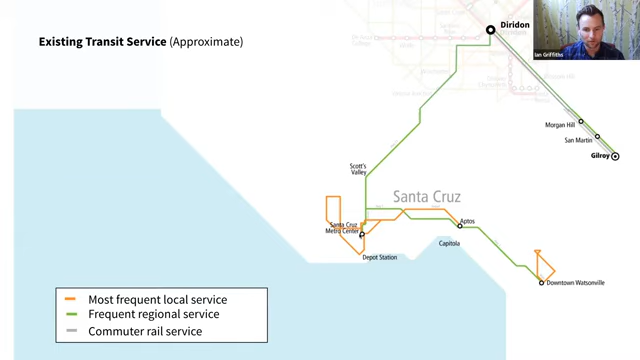 Existing Transit Service (Approximate)
Diridon
Ian Griffiths
Morgan Hill
San Martin
Gilroy
Scott's
Valley
Santa Cruz
Santa Cruz
Metro Center
Aptos
Capitola
Depot Station
Downtown Watsonville
Most frequent local service
Frequent regional service
Commuter rail service